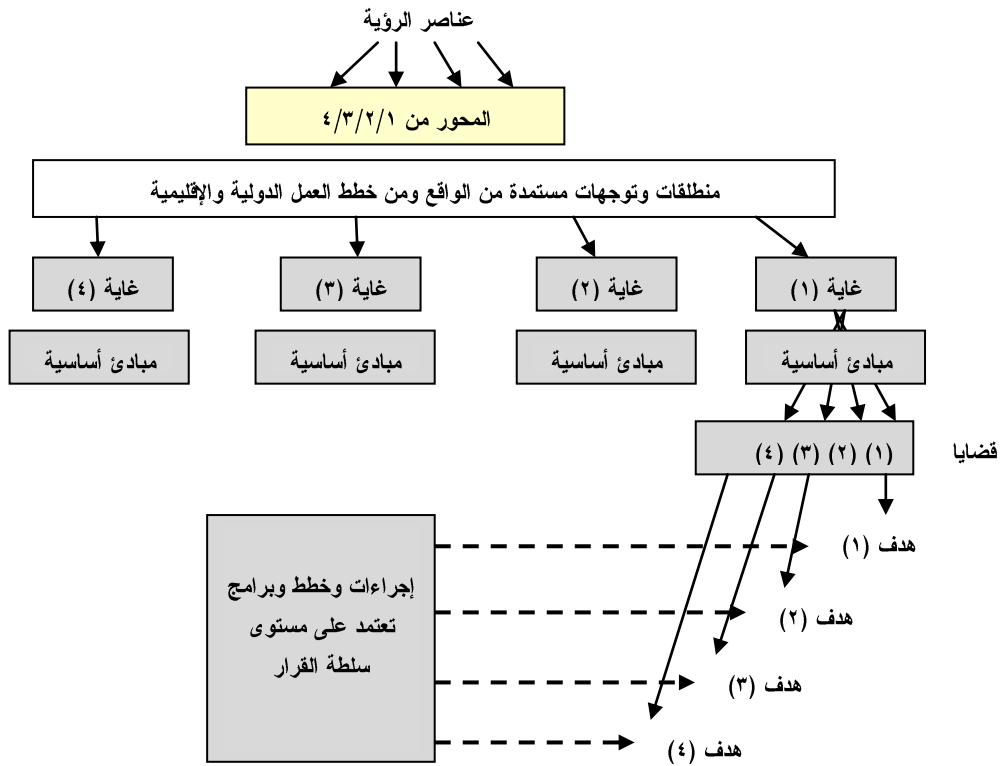 عناصر الرؤية
المحور من ١/٢/٣/٤
منطلقات وتوجهات مستمدة من الواقع ومن خطط العمل الدولية والإقليمية
غاية (١)
غاية (٢)
غاية (٣)
غاية (٤)
مبادئ أساسية
مبادئ أساسية
مبادئ أساسية
مبادئ أساسية
قضايا
(١) (٢) (٣) (٤)
هدف (١)
هدف (٢)
هدف (٣)
هدف (٤)
إجراءات وخطط وبرامج
تعتمد على مستوى
سلطة القرار